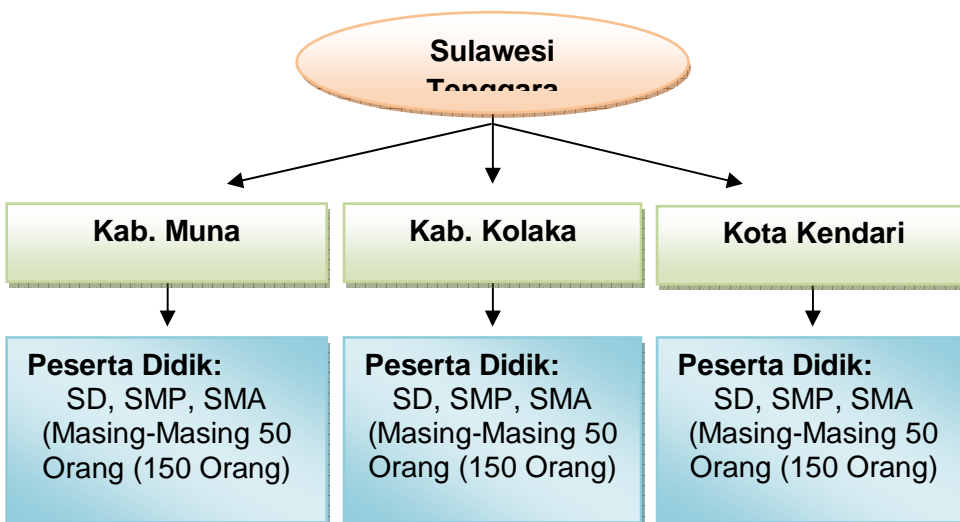 Sulawesi
Tenggara
Kab. Muna
Kab. Kolaka
Kota Kendari
Peserta Didik:
SD, SMP, SMA
(Masing-Masing 50
Orang (150 Orang)
Peserta Didik:
SD, SMP, SMA
(Masing-Masing 50
Orang (150 Orang)
Peserta Didik:
SD, SMP, SMA
(Masing-Masing 50
Orang (150 Orang)